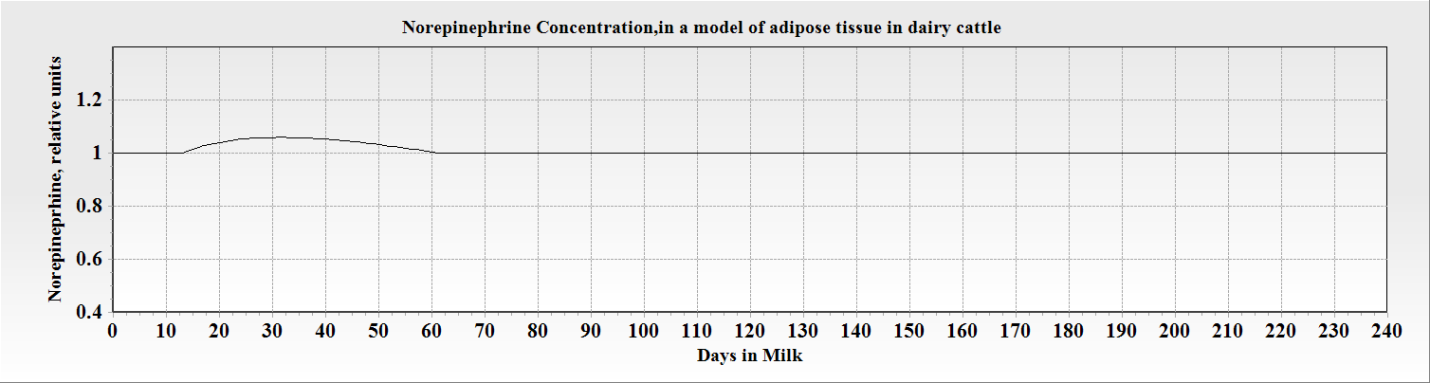 Norepinephrine Concentration,in a model of adipose tissue in dairy cattle
Norepineprhine, relative units
1.2
1
0.8
0.6
0.4
0 10 20 30 40 50 60 70 80 90 100 110 120 130 140 150 160 170 180 190 200 210 220 230 240
Days in Milk